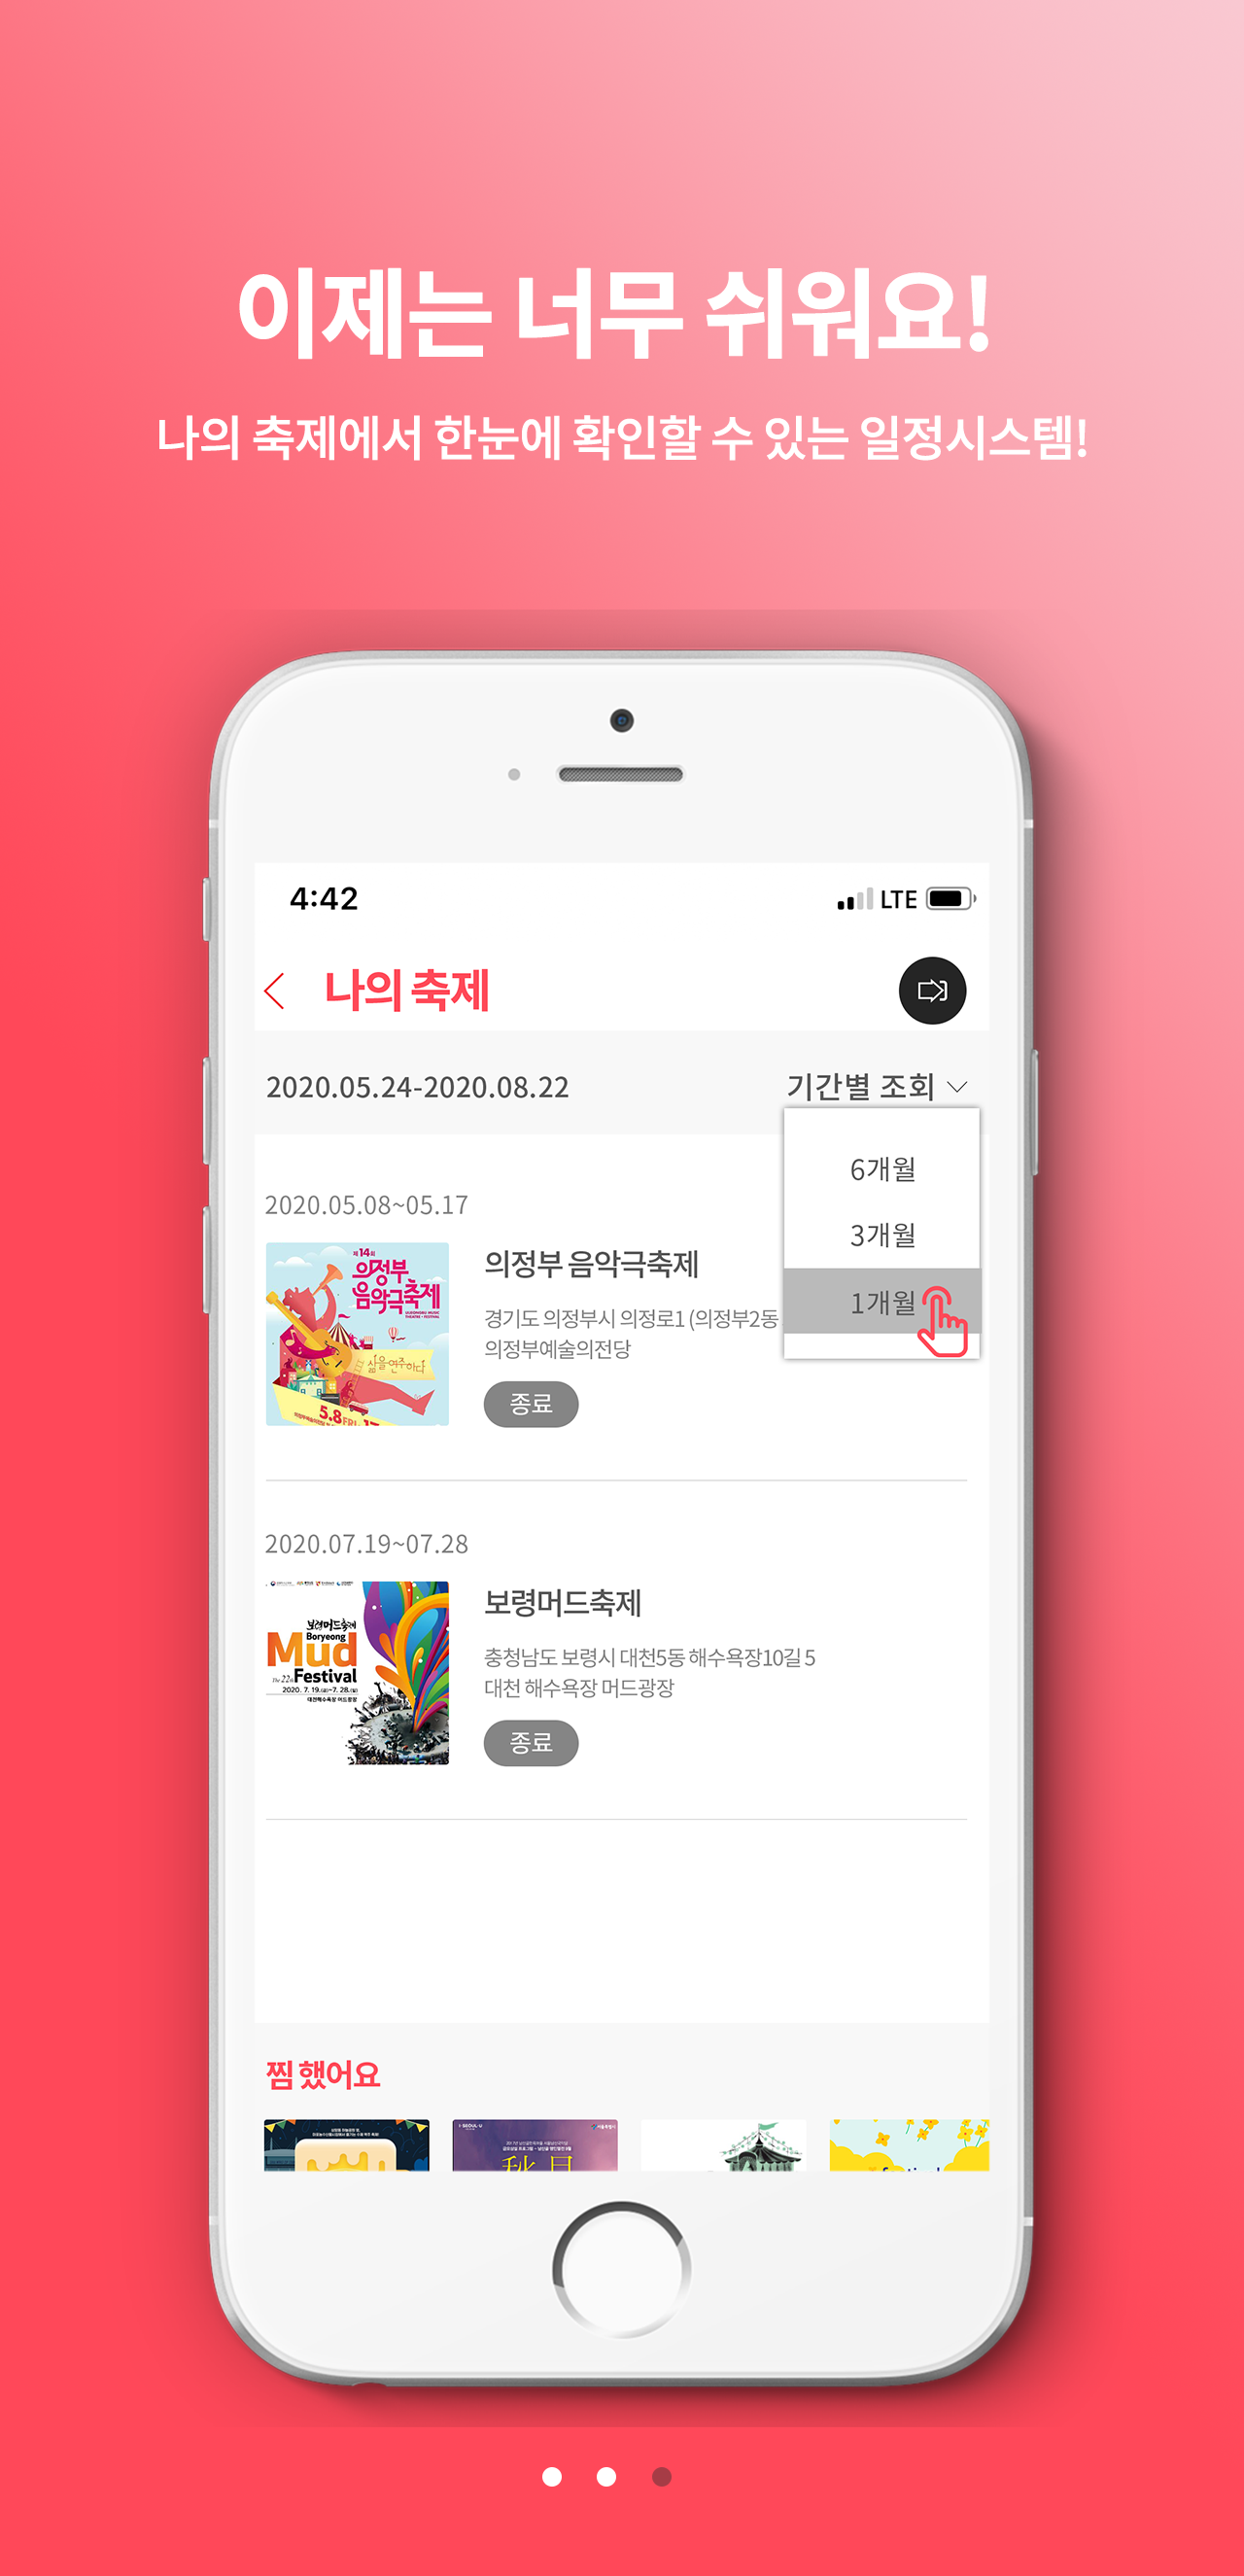 이제는 너무 쉬워요!
나의 축제에서 한눈에 확인할 수 있는 일정시스템!
4:42
LTE
나의 축제
2020.05.24-2020.08.22
기간별 조회
6개월
3개월
1개월
2020.05.08~05.17
제14회
의정부
음악극축제
삶을 연주하다
5.8 FRI
의정부 음악극축제
경기도 의정부시 의정로1 (의정부2동
의정부예술의전당
종료
2020.07.19~07.28
보령머드축제
Boryeong
Mud
The 22th Festival
2020. 7. 19.(금)~7. 28.(일)
대천해수욕장 머드광장
보령머드축제
충청남도 보령시 대천5동 해수욕장10길 5
대천 해수욕장 머드광장
종료
찜 했어요
I·SEOUL·U
서울특별시